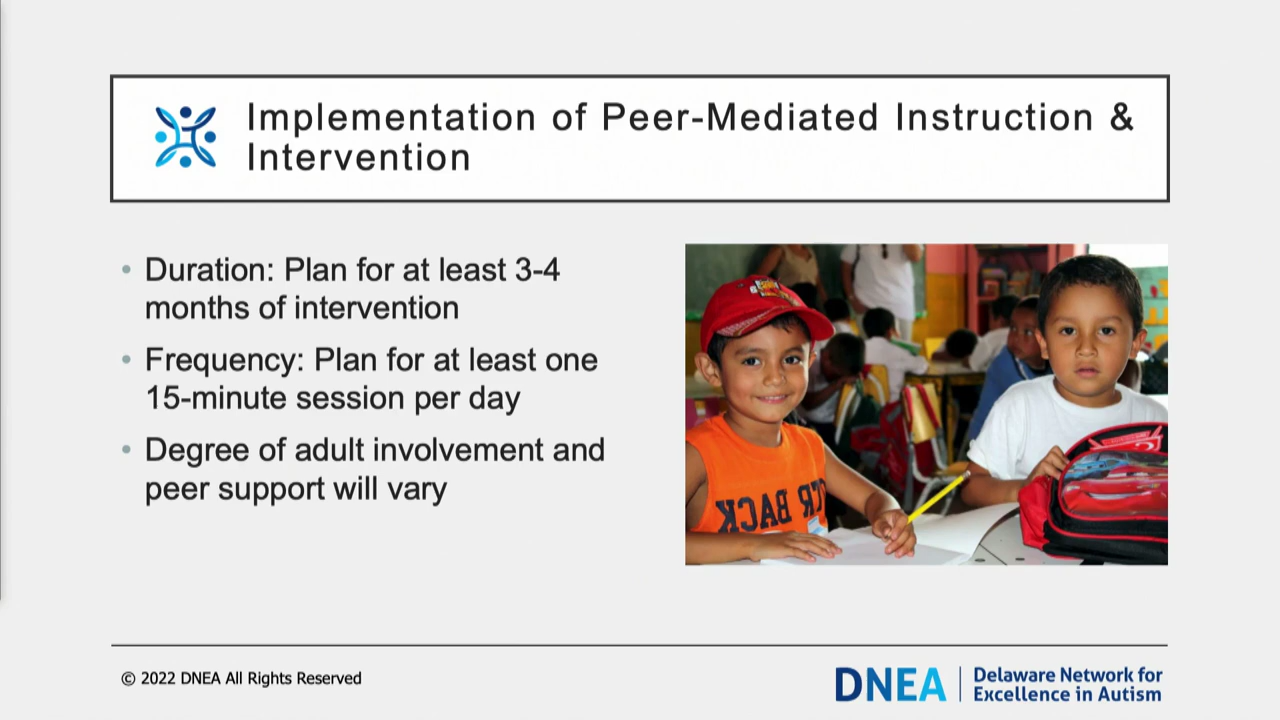 Implementation of Peer-Mediated Instruction &
Intervention
• Duration: Plan for at least 3-4
months of intervention
• Frequency: Plan for at least one
15-minute session per day
• Degree of adult involvement and
peer support will vary
ER BACK
© 2022 DNEA All Rights Reserved
DNEA
Delaware Network for
Excellence in Autism